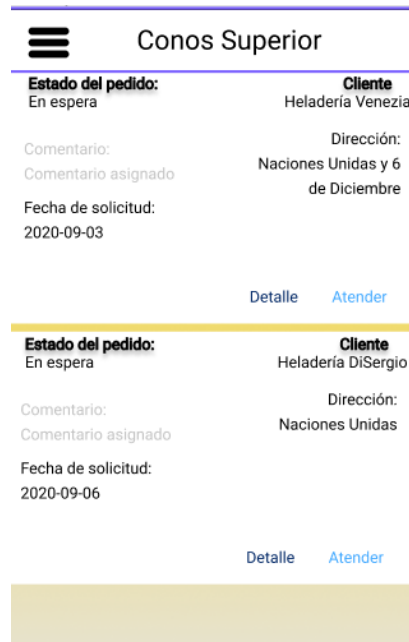 Conos Superior
Estado del pedido:
En espera
Cliente
Heladería Venezia
Comentario:
Comentario asignado
Dirección:
Naciones Unidas y 6
de Diciembre
Fecha de solicitud:
2020-09-03
Detalle Atender
Estado del pedido:
En espera
Cliente
Heladería DiSergio
Comentario:
Comentario asignado
Dirección:
Naciones Unidas
Fecha de solicitud:
2020-09-06
Detalle Atender